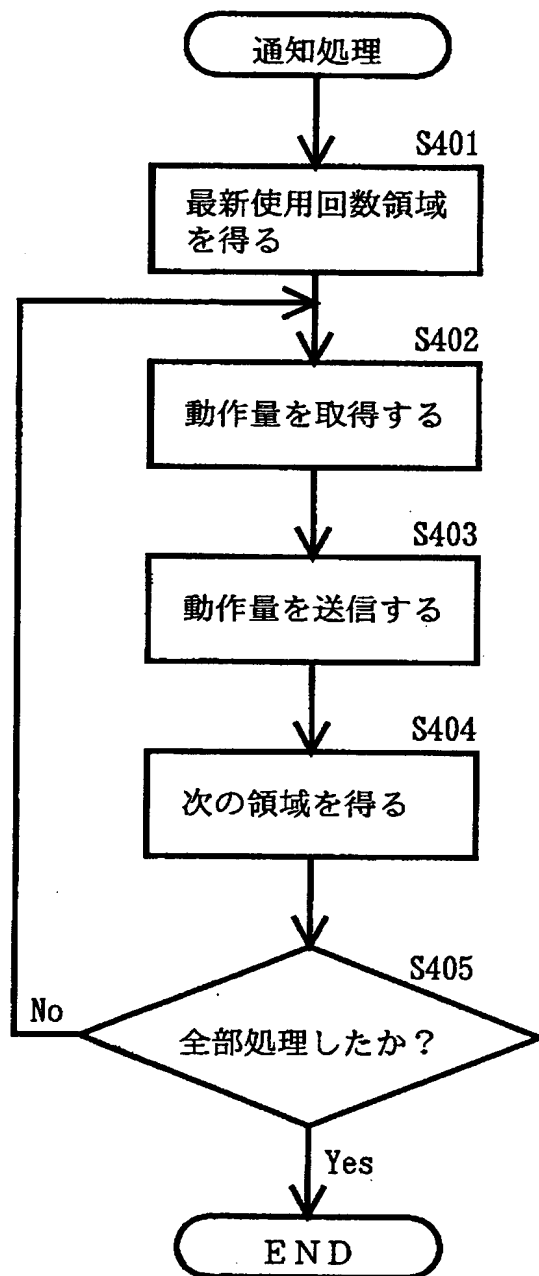 通知処理
S401
最新使用回数領域
を得る
S402
動作量を取得する
S403
動作量を送信する
S404
次の領域を得る
S405
No
全部処理したか?
Yes
END